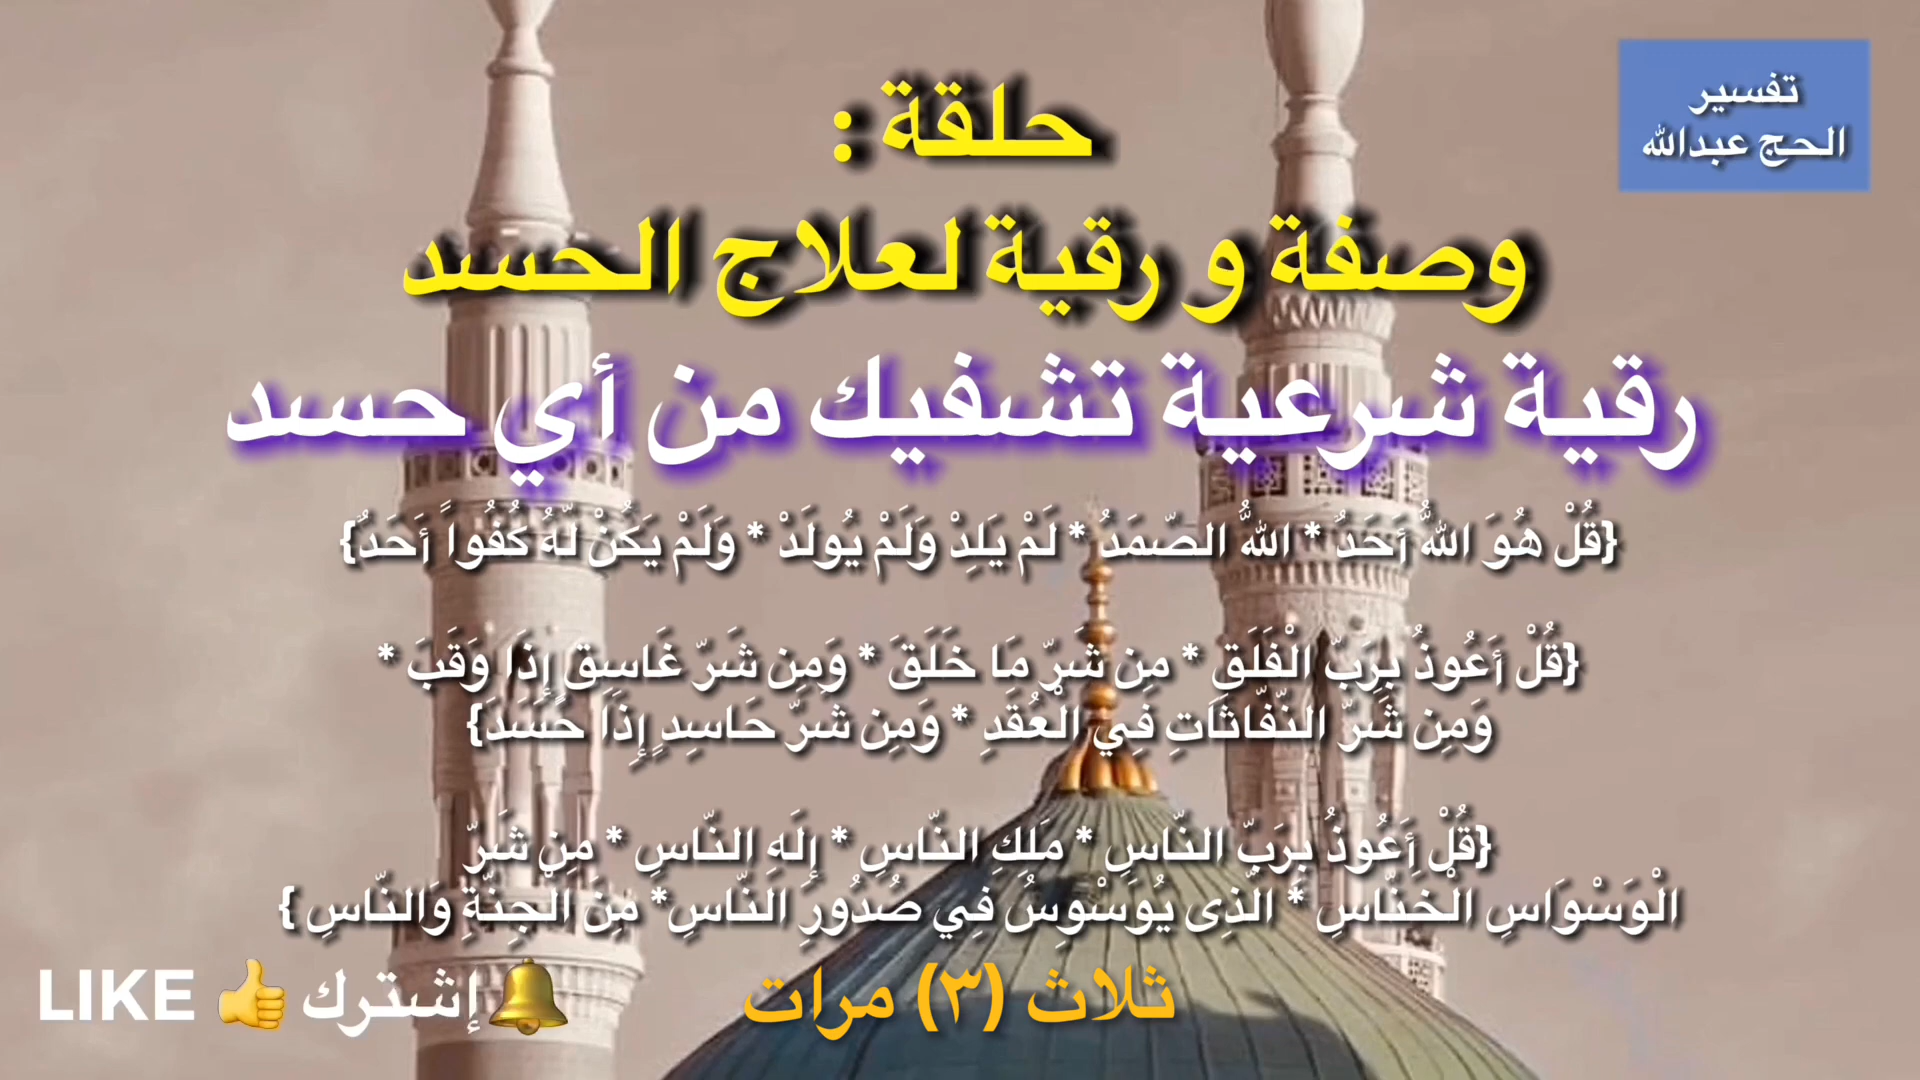 تفسير
الحج عبدالله
حلقة :
وصفة و رقية لعلاج الحسد
رقية شرعية تشفيك من أي حسد
{قُلْ هُوَ اللهُّ أَحَدٌ * اللهُّ الصّمَدُ * لَمْ يَلِدْ وَلَمْ يُولَدْ * وَلَمْ يَكُنْ لّهُ كُفُواً أَحَدٌ}
{قُلْ أَعُوذُ بِرَبّ الْفَلَقِ * مِن شَرّ مَا خَلَقَ * وَمِن شَرّ غَاسِقٍ إِذَا وَقَبَ *
وَمِن شَرّ النّفّاثَاتِ فِي الْعُقَدِ * وَمِن شَرّ حَاسِدٍ إِذَا حَسَدَ}
{قُلْ أَعُوذُ بِرَبّ النّاسِ * مَلِكِ النّاسِ * إِلَهِ النّاسِ * مِن شَرّ
الْوَسْوَاسِ الْخَنّاسِ * الّذِى يُوَسْوِسُ فِي صُدُورِ النّاسِ* مِنَ الْجِنّةِ وَالنّاسِ }
ثلاث (٣) مرات
🔔إشترك 👍 LIKE